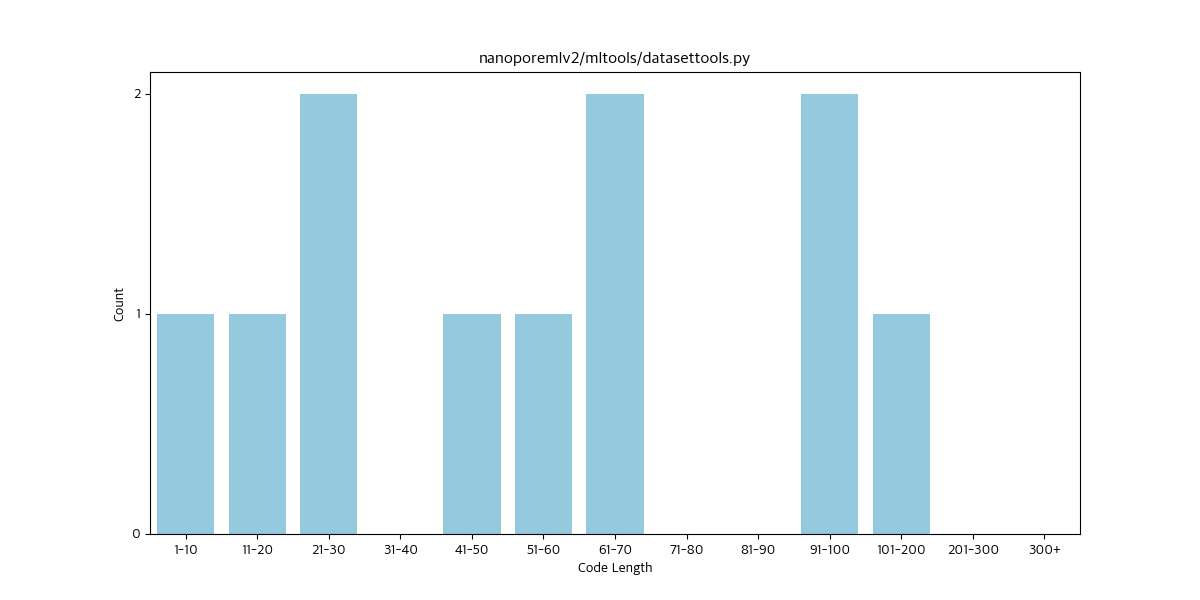 nanoporemlv2/mltools/datasettools.py
2
1
0
Count
1-10 11-20 21-30 31-40 41-50 51-60 61-70 71-80 81-90 91-100 101-200 201-300 300+
Code Length